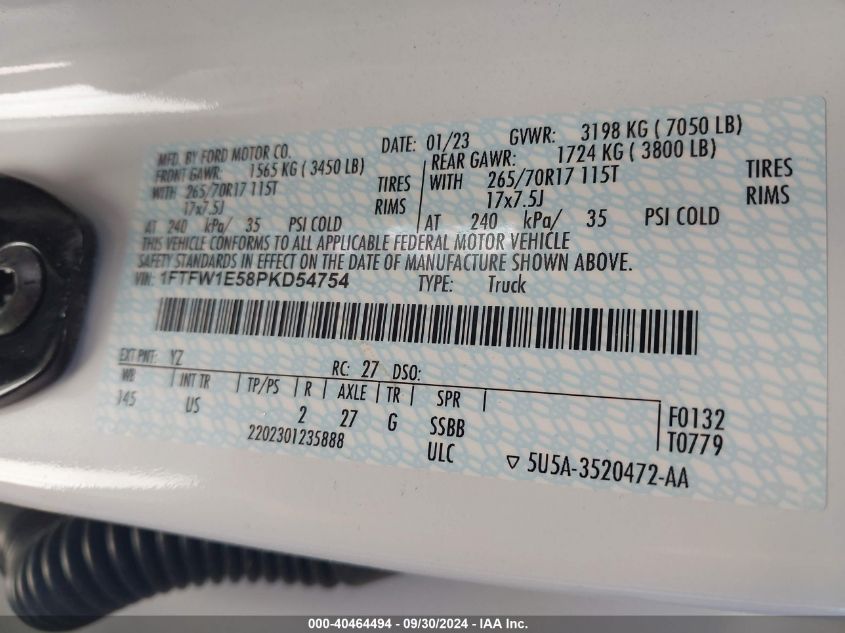 MFD. BY FORD MOTOR CO. DATE: 01/23 GVWR: 3198 KG ( 7050 LB)
FRONT GAWR: 1565 KG ( 3450 LB) REAR GAWR: 1724 KG ( 3800 LB)
WITH 265/70R17 115T TIRES WITH 265/70R17 115T TIRES
17x7.5J RIMS 17x7.5J RIMS
AT 240 kPa/ 35 PSI COLD AT 240 kPa/ 35 PSI COLD
THIS VEHICLE CONFORMS TO ALL APPLICABLE FEDERAL MOTOR VEHICLE
SAFETY STANDARDS IN EFFECT ON THE DATE OF MANUFACTURE SHOWN ABOVE.
VIN: 1FTFW1E58PKD54754 TYPE: Truck
EXT PNT: YZ RC: 27 DSO:
WB INT TR TP/PS R AXLE TR SPR
145 US 2 27 G SSBB F0132
2202301235888 ULC T0779
▽ 5U5A-3520472-AA
000-40464494 - 09/30/2024 - IAA Inc.